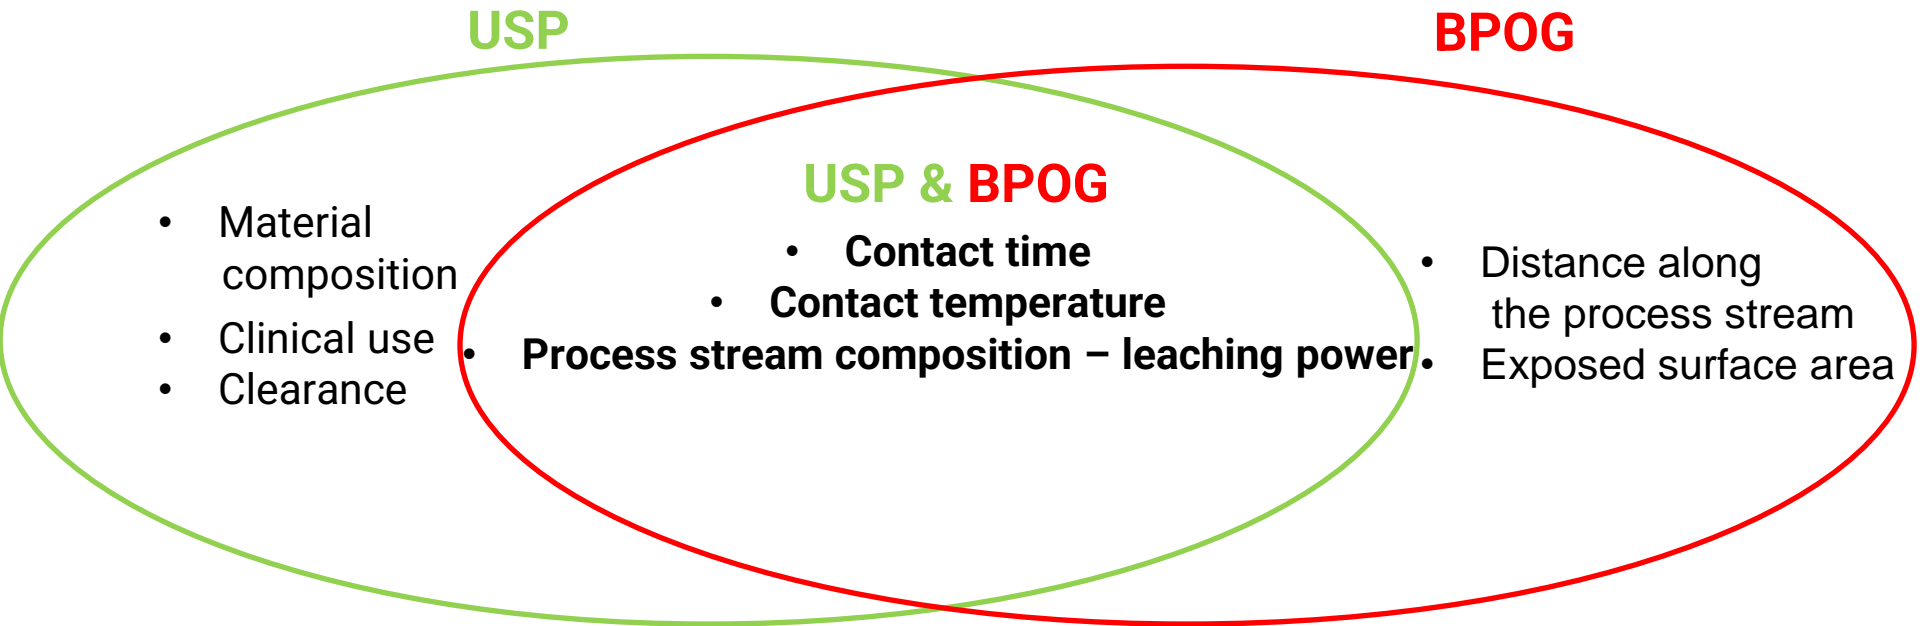 USP
BPOG
USP & BPOG
• Material
composition
• Clinical use
• Clearance
• Contact time
• Contact temperature
• Process stream composition – leaching power
• Distance along
the process stream
• Exposed surface area